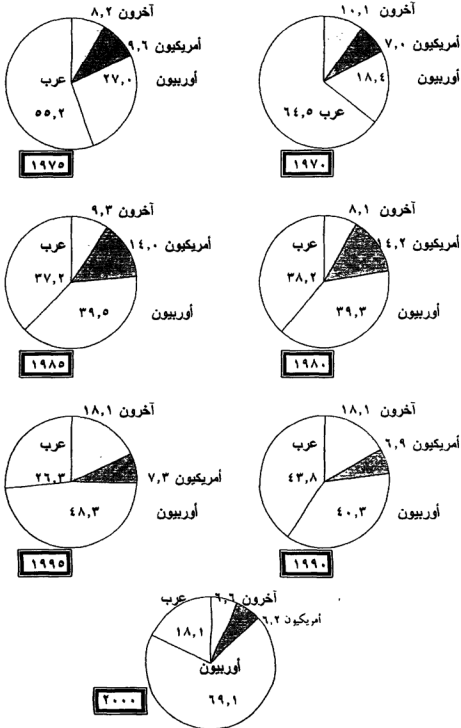 آخرون ١٠,١
أمريكيون ٧,٠
أوربيون ١٨,٤
عرب ٦٤,٥
١٩٧٠
آخرون ٨,٢
أمريكيون ٩,٦
أوربيون ٢٧,٠
عرب
٥٥,٢
١٩٧٥
آخرون ٨,١
أمريكيون ١٤,٢
عرب
٣٨,٢
أوربيون ٣٩,٣
١٩٨٠
آخرون ٩,٣
أمريكيون ١٤,٠
عرب
٣٧,٢
أوربيون ٣٩,٥
١٩٨٥
آخرون ١٨,١
أمريكيون ٦,٩
عرب
٤٣,٨
أوربيون ٤٠,٣
١٩٩٠
آخرون ١٨,١
عرب
٢٦,٣
أمريكيون ٧,٣
أوربيون ٤٨,٣
١٩٩٥
آخرون ٦,٦
عرب
أمريكيون ٦,٢
١٨,١
أوربيون
٦٩,١
٢٠٠٠